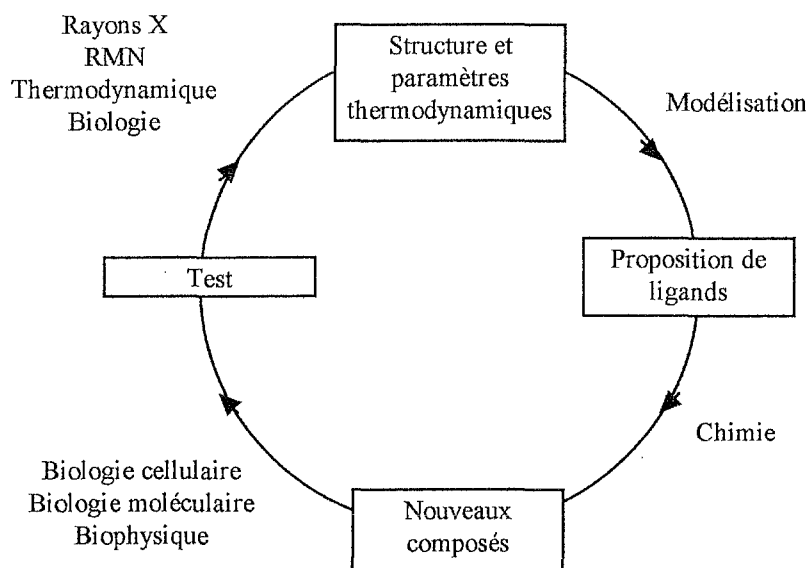 Rayons X
RMN
Thermodynamique
Biologie
Structure et
paramètres
thermodynamiques
Modélisation
Proposition de
ligands
Chimie
Nouveaux
composés
Biologie cellulaire
Biologie moléculaire
Biophysique
Test